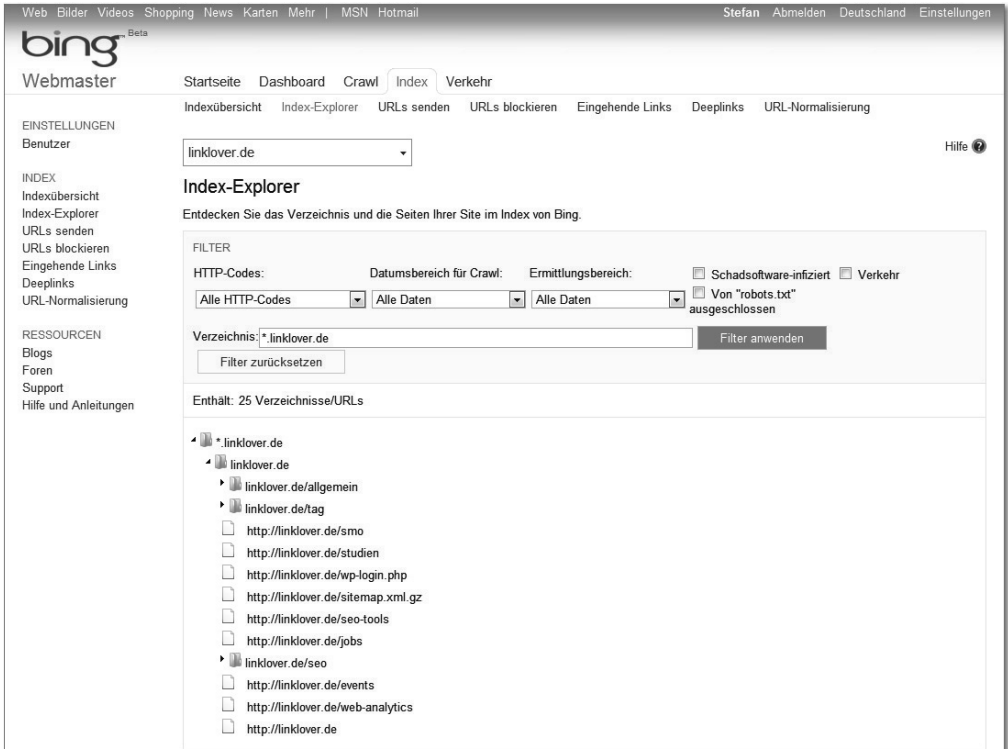 Web Bilder Videos Shopping News Karten Mehr | MSN Hotmail
Stefan Abmelden Deutschland Einstellungen
bing Beta
Webmaster
Startseite Dashboard Crawl Index Verkehr
Indexübersicht Index-Explorer URLs senden URLs blockieren Eingehende Links Deeplinks URL-Normalisierung
EINSTELLUNGEN
Benutzer
INDEX
Indexübersicht
Index-Explorer
URLs senden
URLs blockieren
Eingehende Links
Deeplinks
URL-Normalisierung
RESSOURCEN
Blogs
Foren
Support
Hilfe und Anleitungen
linklover.de
Hilfe ?
Index-Explorer
Entdecken Sie das Verzeichnis und die Seiten Ihrer Site im Index von Bing.
FILTER
HTTP-Codes: Datumsbereich für Crawl: Ermittlungsbereich:
Alle HTTP-Codes Alle Daten Alle Daten
Schadsoftware-infiziert Verkehr
Von "robots.txt"
ausgeschlossen
Verzeichnis: *.linklover.de
Filter anwenden
Filter zurücksetzen
Enthält: 25 Verzeichnisse/URLs
*.linklover.de
linklover.de
linklover.de/allgemein
linklover.de/tag
http://linklover.de/smo
http://linklover.de/studien
http://linklover.de/wp-login.php
http://linklover.de/sitemap.xml.gz
http://linklover.de/seo-tools
http://linklover.de/jobs
linklover.de/seo
http://linklover.de/events
http://linklover.de/web-analytics
http://linklover.de